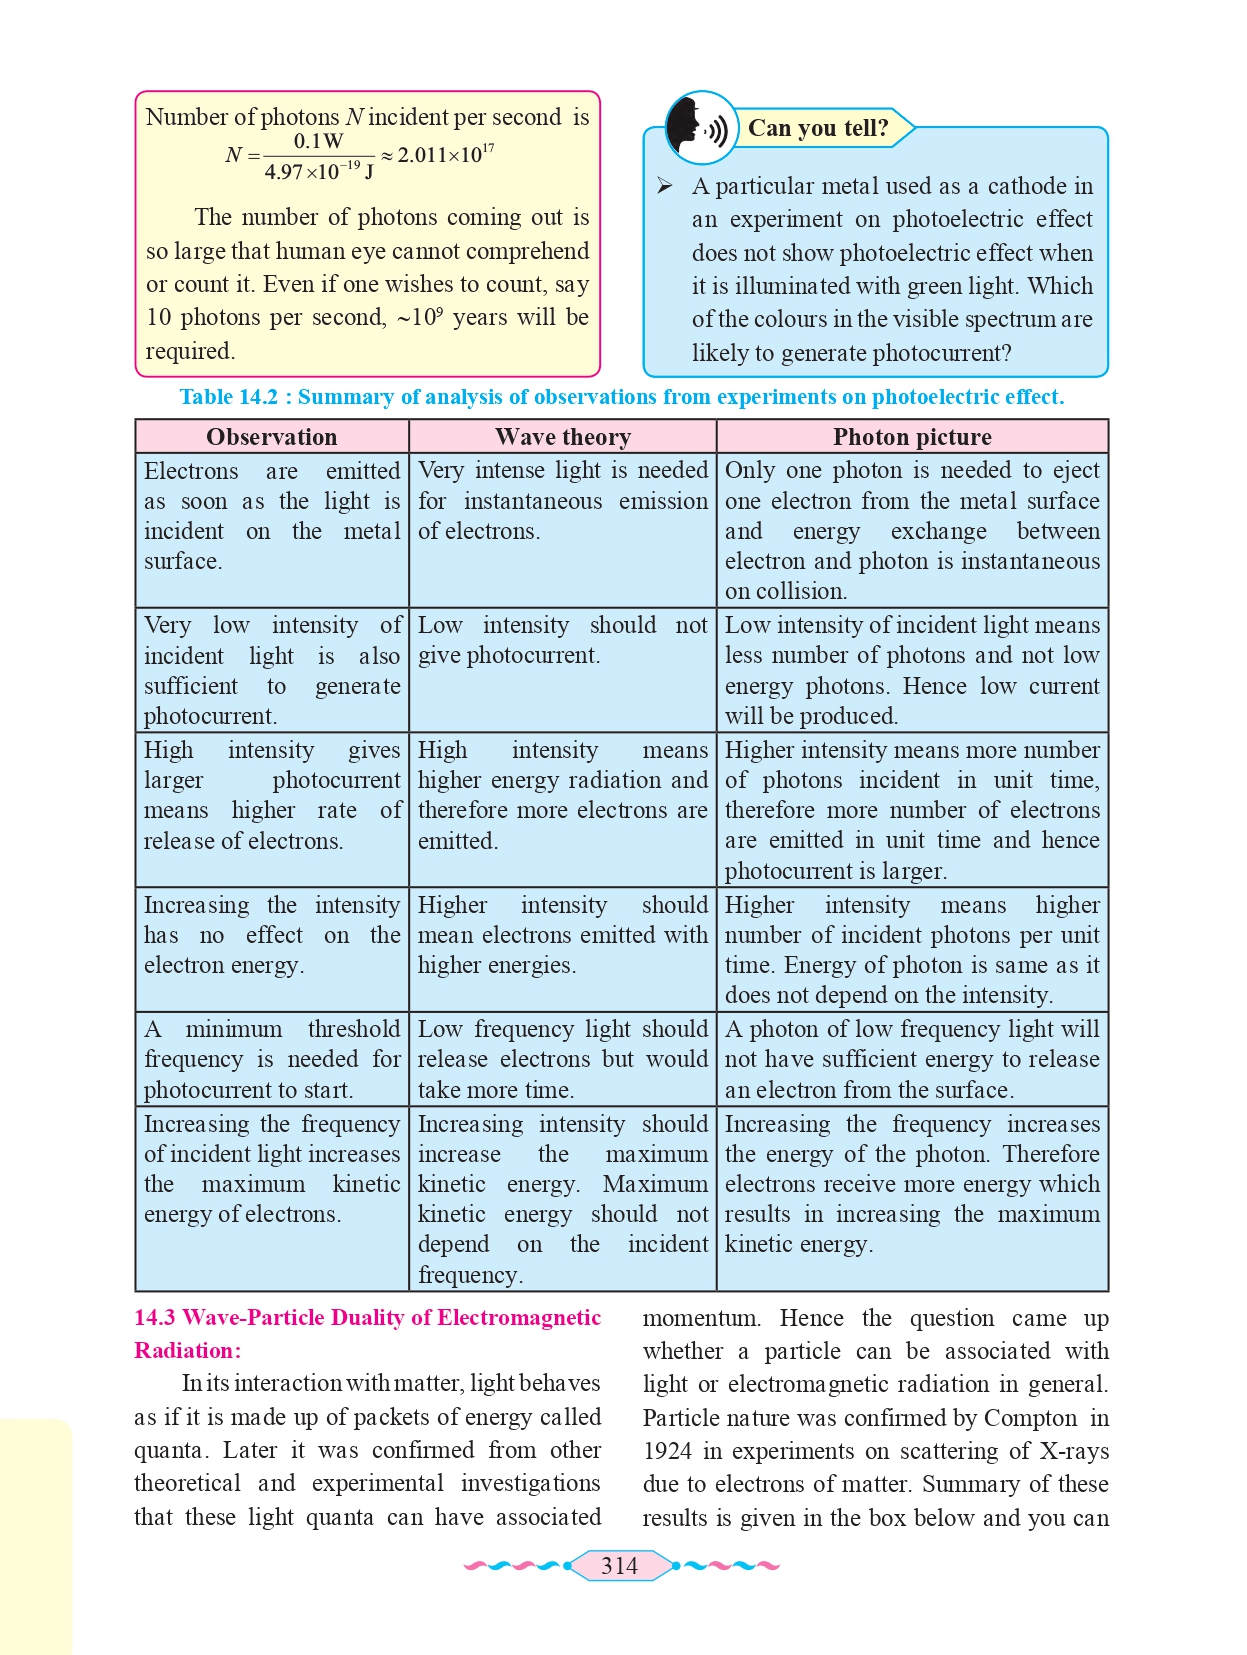 Number of photons N incident per second is
N = 0.1W / 4.97 ×10⁻¹⁹ J ≈ 2.011×10¹⁷
The number of photons coming out is
so large that human eye cannot comprehend
or count it. Even if one wishes to count, say
10 photons per second, ~10⁹ years will be
required.
Can you tell?
➢ A particular metal used as a cathode in
an experiment on photoelectric effect
does not show photoelectric effect when
it is illuminated with green light. Which
of the colours in the visible spectrum are
likely to generate photocurrent?
Table 14.2 : Summary of analysis of observations from experiments on photoelectric effect.
Observation
Wave theory
Photon picture
Electrons are emitted
as soon as the light is
incident on the metal
surface.
Very intense light is needed
for instantaneous emission
of electrons.
Only one photon is needed to eject
one electron from the metal surface
and energy exchange between
electron and photon is instantaneous
on collision.
Very low intensity of
incident light is also
sufficient to generate
photocurrent.
Low intensity should not
give photocurrent.
Low intensity of incident light means
less number of photons and not low
energy photons. Hence low current
will be produced.
High intensity gives
larger photocurrent
means higher rate of
release of electrons.
High intensity means
higher energy radiation and
therefore more electrons are
emitted.
Higher intensity means more number
of photons incident in unit time,
therefore more number of electrons
are emitted in unit time and hence
photocurrent is larger.
Increasing the intensity
has no effect on the
electron energy.
Higher intensity should
mean electrons emitted with
higher energies.
Higher intensity means higher
number of incident photons per unit
time. Energy of photon is same as it
does not depend on the intensity.
A minimum threshold
frequency is needed for
photocurrent to start.
Low frequency light should
release electrons but would
take more time.
A photon of low frequency light will
not have sufficient energy to release
an electron from the surface.
Increasing the frequency
of incident light increases
the maximum kinetic
energy of electrons.
Increasing intensity should
increase the maximum
kinetic energy. Maximum
kinetic energy should not
depend on the incident
frequency.
Increasing the frequency increases
the energy of the photon. Therefore
electrons receive more energy which
results in increasing the maximum
kinetic energy.
14.3 Wave-Particle Duality of Electromagnetic
Radiation:
In its interaction with matter, light behaves
as if it is made up of packets of energy called
quanta. Later it was confirmed from other
theoretical and experimental investigations
that these light quanta can have associated
momentum. Hence the question came up
whether a particle can be associated with
light or electromagnetic radiation in general.
Particle nature was confirmed by Compton in
1924 in experiments on scattering of X-rays
due to electrons of matter. Summary of these
results is given in the box below and you can
314